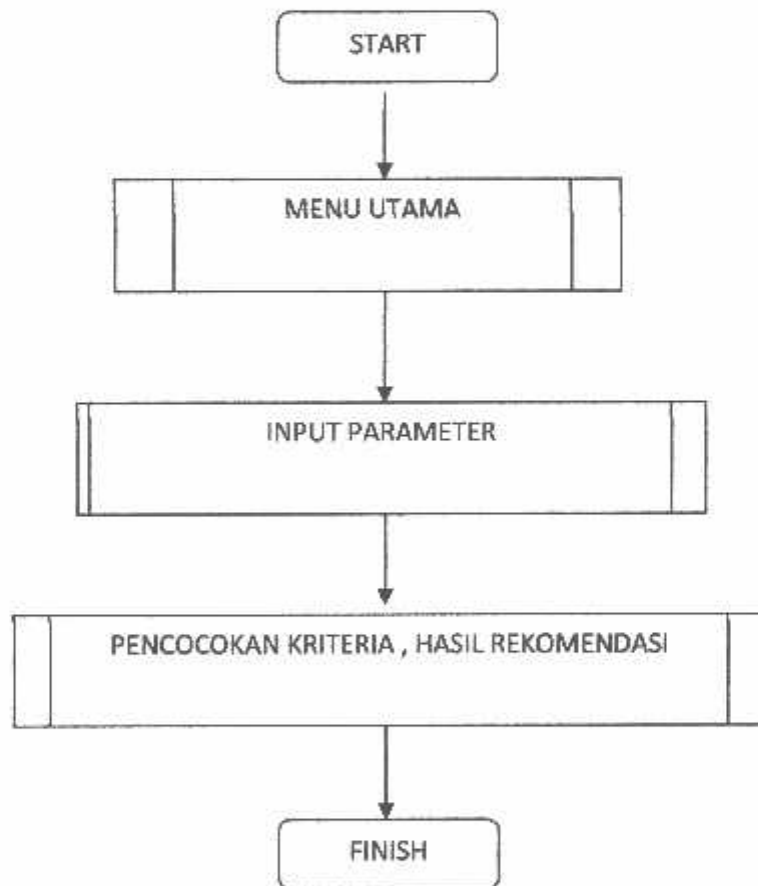 START
MENU UTAMA
INPUT PARAMETER
PENCOCOKAN KRITERIA , HASIL REKOMENDASI
FINISH